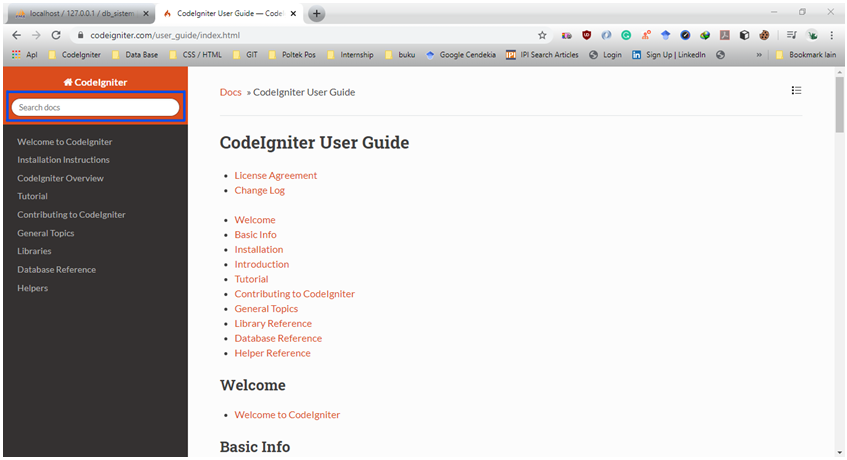 localhost / 127.0.0.1 / db_sistem
CodeIgniter User Guide — CodeI
codeigniter.com/user_guide/index.html
Apl CodeIgniter Data Base CSS / HTML GIT Poltek Pos Internship buku Google Cendekia IPI Search Articles Login Sign Up | LinkedIn » Bookmark lain
CodeIgniter
Search docs
Welcome to CodeIgniter
Installation Instructions
CodeIgniter Overview
Tutorial
Contributing to CodeIgniter
General Topics
Libraries
Database Reference
Helpers
Docs » CodeIgniter User Guide
CodeIgniter User Guide
License Agreement
Change Log
Welcome
Basic Info
Installation
Introduction
Tutorial
Contributing to CodeIgniter
General Topics
Library Reference
Database Reference
Helper Reference
Welcome
Welcome to CodeIgniter
Basic Info